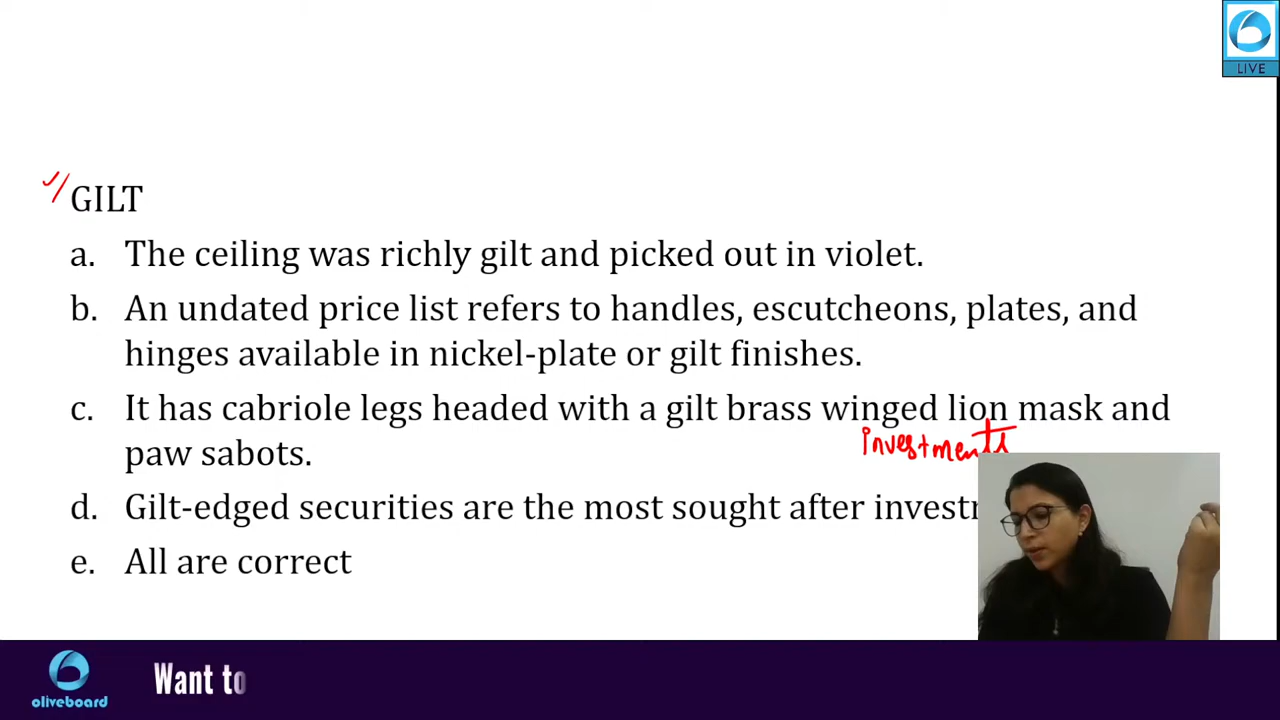 LIVE
GILT
a. The ceiling was richly gilt and picked out in violet.
b. An undated price list refers to handles, escutcheons, plates, and
hinges available in nickel-plate or gilt finishes.
c. It has cabriole legs headed with a gilt brass winged lion mask and
paw sabots.
investments
d. Gilt-edged securities are the most sought after
e. All are correct
oliveboard
Want to